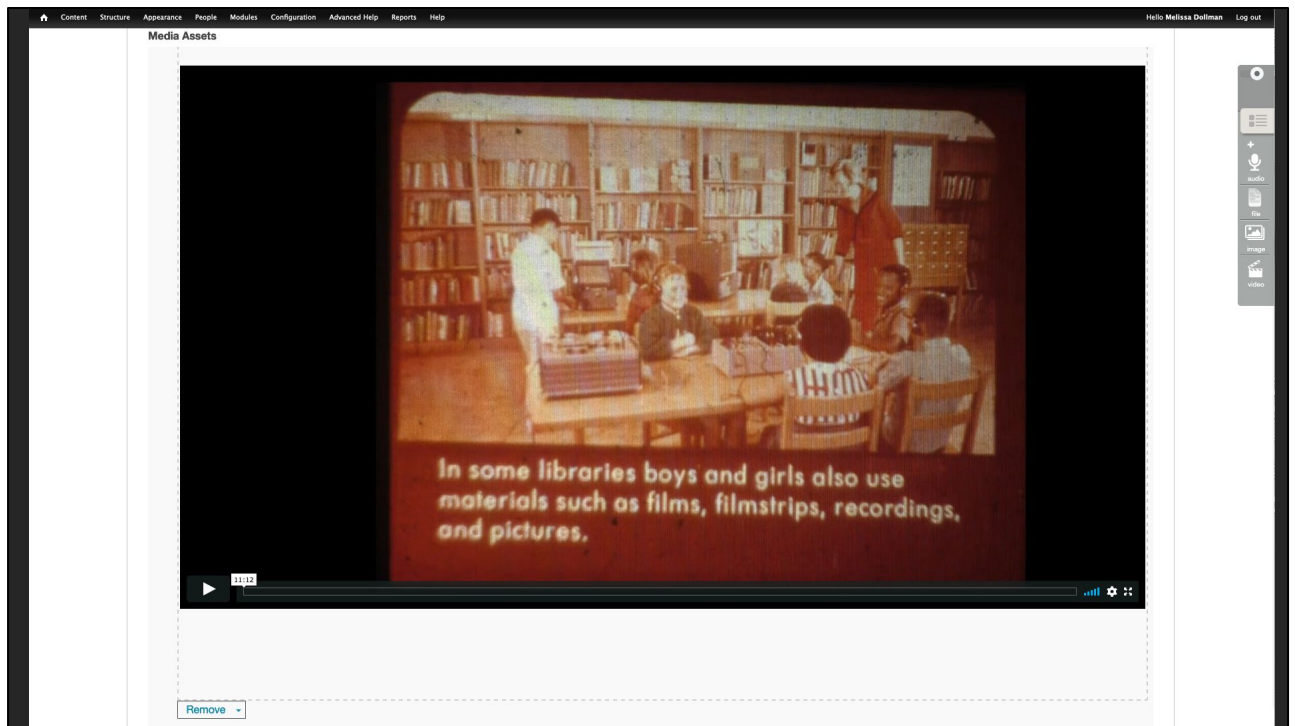 Content Structure Appearance People Modules Configuration Advanced Help Reports Help Hello Melissa Dollman Log out
Media Assets
audio
file
image
video
In some libraries boys and girls also use
materials such as films, filmstrips, recordings,
and pictures.
11:12
Remove